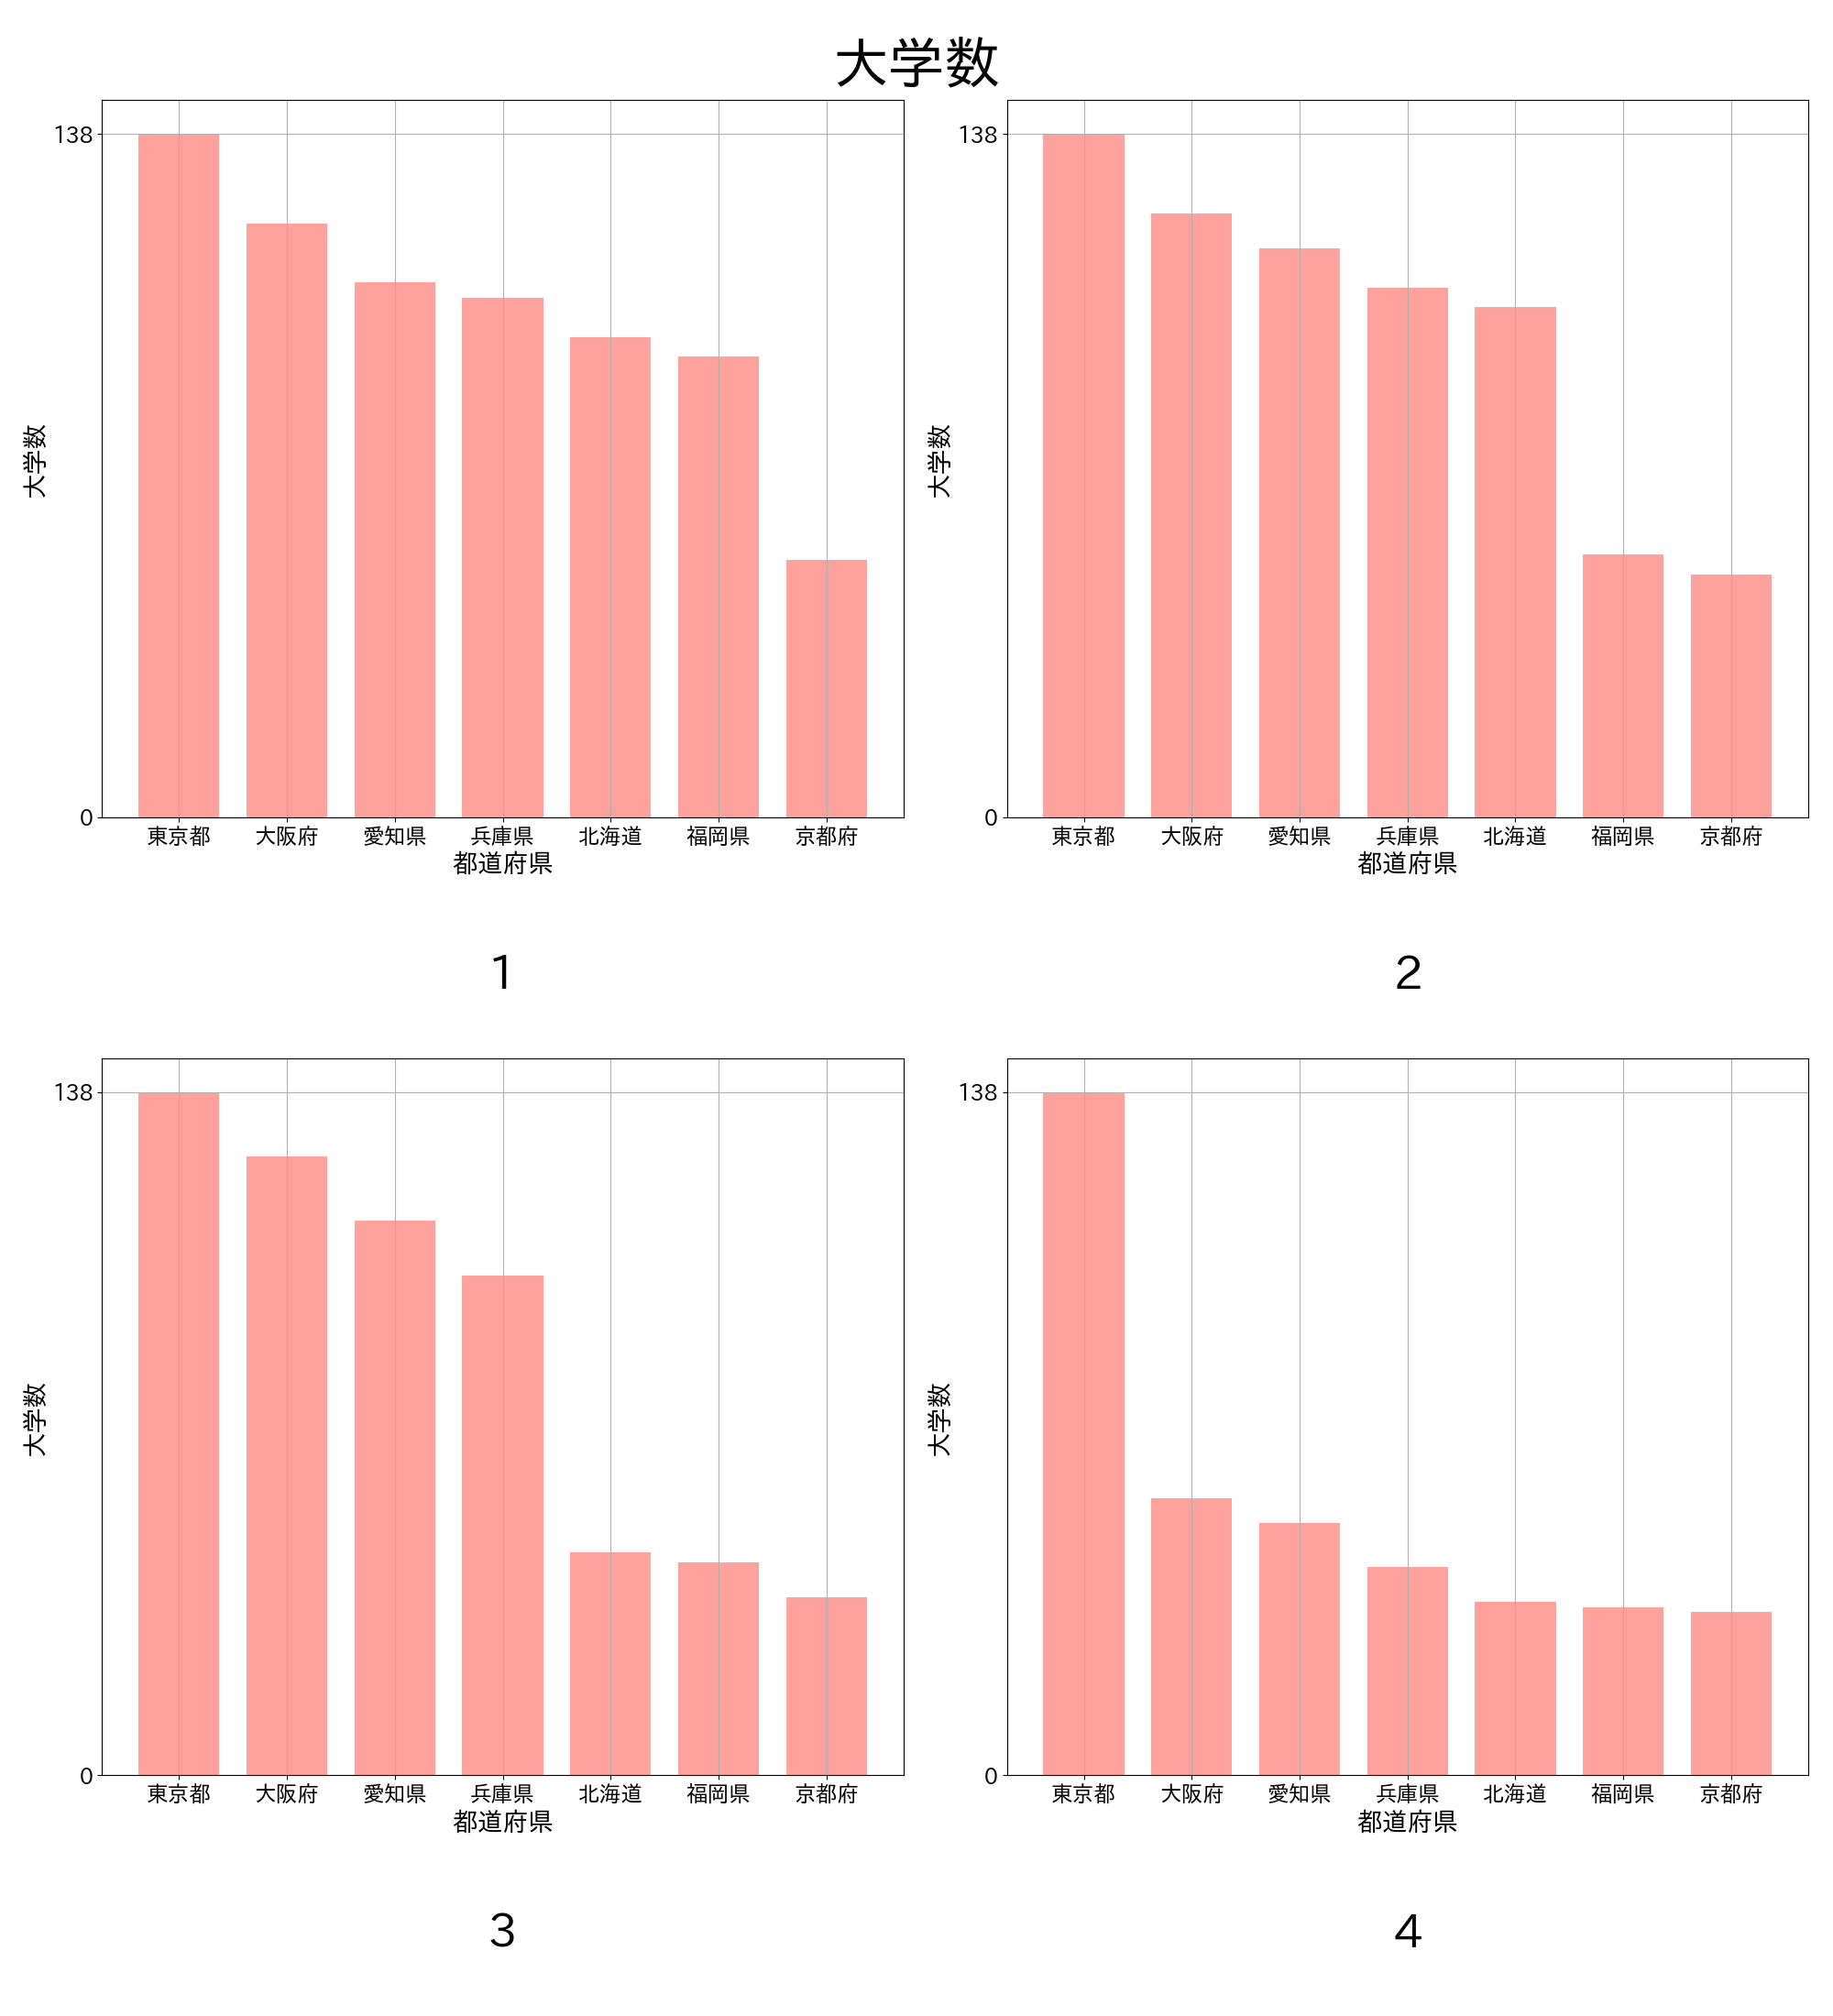 大学数
138
0
大学数
東京都 大阪府 愛知県 兵庫県 北海道 福岡県 京都府
都道府県
1
138
0
大学数
東京都 大阪府 愛知県 兵庫県 北海道 福岡県 京都府
都道府県
2
138
0
大学数
東京都 大阪府 愛知県 兵庫県 北海道 福岡県 京都府
都道府県
3
138
0
大学数
東京都 大阪府 愛知県 兵庫県 北海道 福岡県 京都府
都道府県
4